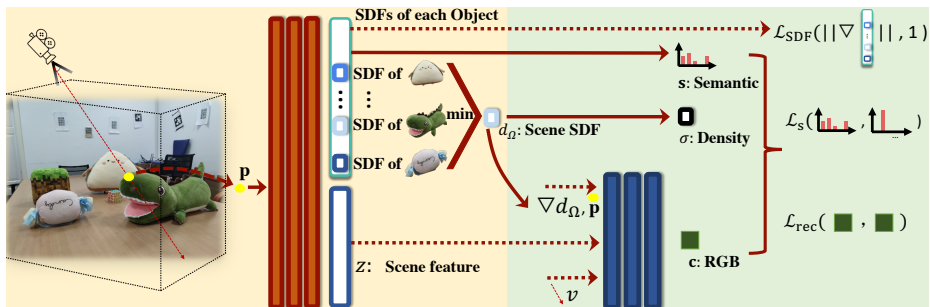 SDFs of each Object
ℒ_SDF(||∇ ||, 1)
s: Semantic
SDF of
⋮ ⋮
min
SDF of
d_Ω: Scene SDF
σ: Density
ℒ_s( , )
SDF of
p
∇d_Ω, p
ℒ_rec( , )
Z: Scene feature
c: RGB
v